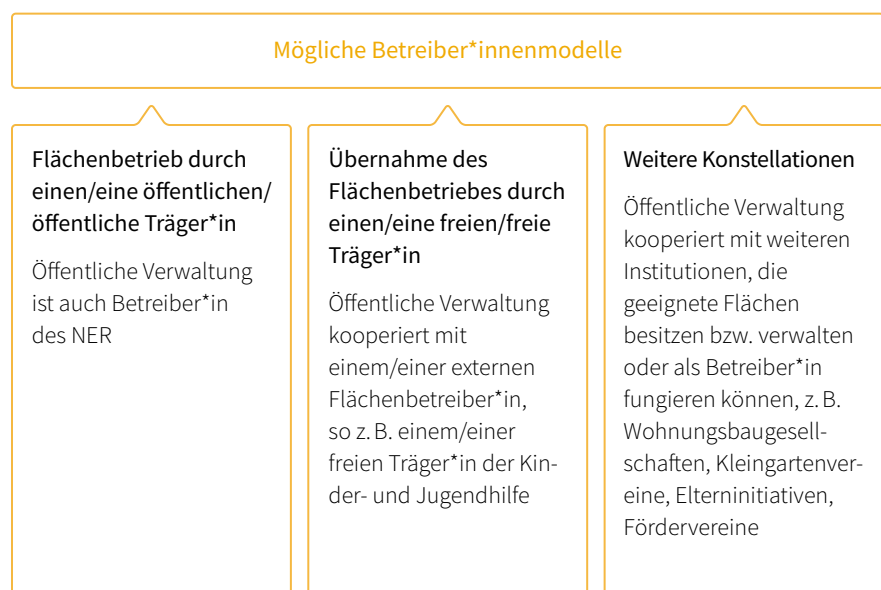 Mögliche Betreiber*innenmodelle
Flächenbetrieb durch
einen/eine öffentlichen/
öffentliche Träger*in
Öffentliche Verwaltung
ist auch Betreiber*in
des NER
Übernahme des
Flächenbetriebes durch
einen/eine freien/freie
Träger*in
Öffentliche Verwaltung
kooperiert mit
einem/einer externen
Flächenbetreiber*in,
so z. B. einem/einer
freien Träger*in der Kin-
der- und Jugendhilfe
Weitere Konstellationen
Öffentliche Verwaltung
kooperiert mit weiteren
Institutionen, die
geeignete Flächen
besitzen bzw. verwalten
oder als Betreiber*in
fungieren können, z. B.
Wohnungsbaugesell-
schaften, Kleingartenver-
eine, Elterninitiativen,
Fördervereine